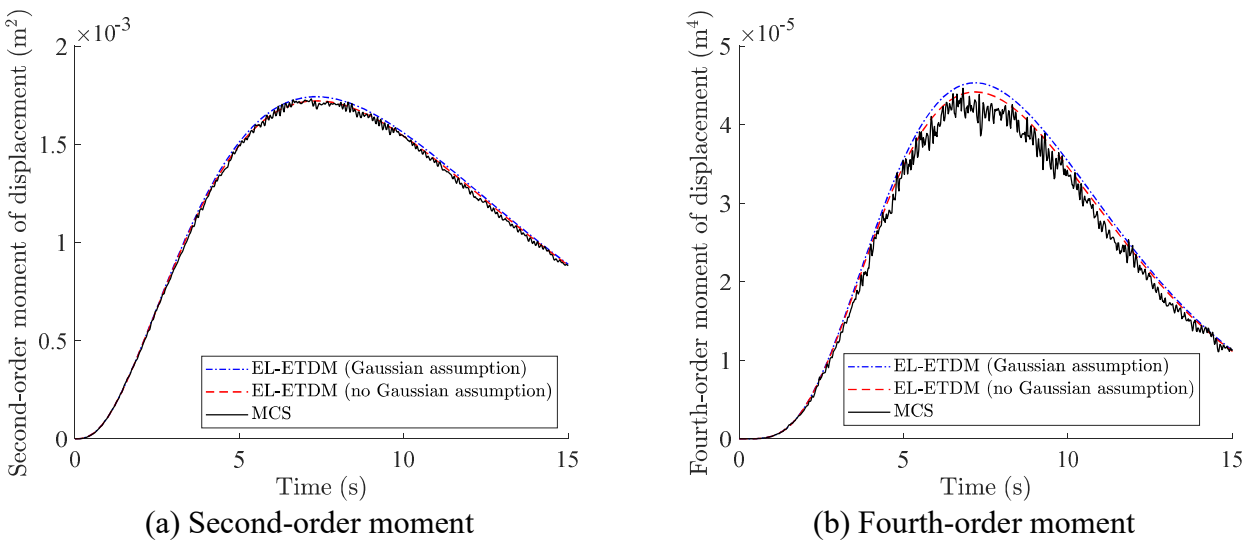 ×10⁻³
2
1.5
1
0.5
0
0 5 10 15
Second-order moment of displacement (m²)
Time (s)
EL-ETDM (Gaussian assumption)
EL-ETDM (no Gaussian assumption)
MCS
(a) Second-order moment
×10⁻⁵
5
4
3
2
1
0
0 5 10 15
Fourth-order moment of displacement (m⁴)
Time (s)
EL-ETDM (Gaussian assumption)
EL-ETDM (no Gaussian assumption)
MCS
(b) Fourth-order moment